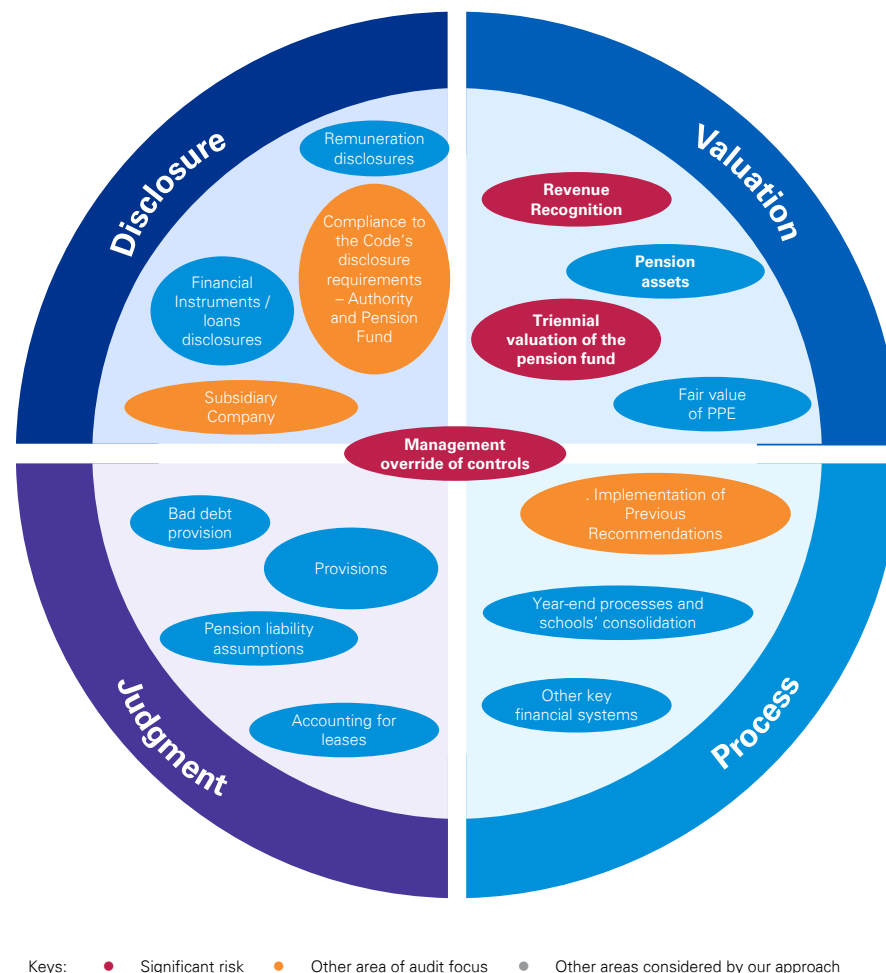 Disclosure
Remuneration
disclosures
Compliance to
the Code's
disclosure
requirements
– Authority
and Pension
Fund
Financial
Instruments /
loans
disclosures
Subsidiary
Company
Valuation
Revenue
Recognition
Pension
assets
Triennial
valuation of the
pension fund
Fair value
of PPE
Management
override of controls
Judgment
Bad debt
provision
Provisions
Pension liability
assumptions
Accounting for
leases
Process
. Implementation of
Previous
Recommendations
Year-end processes and
schools' consolidation
Other key
financial systems
Keys: ● Significant risk ● Other area of audit focus ● Other areas considered by our approach